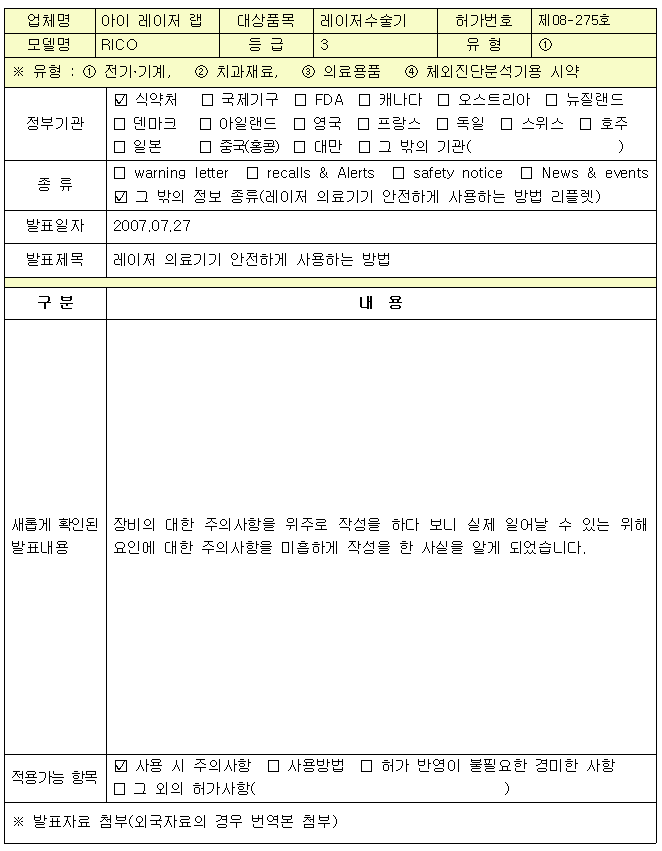 업체명 아이 레이저 랩 대상품목 레이저수술기 허가번호 제08-275호
모델명 RICO 등 급 3 유 형 ①
※ 유형 : ① 전기·기계, ② 치과재료, ③ 의료용품 ④ 체외진단분석기용 시약
정부기관
☑ 식약처 □ 국제기구 □ FDA □ 캐나다 □ 오스트리아 □ 뉴질랜드
□ 덴마크 □ 아일랜드 □ 영국 □ 프랑스 □ 독일 □ 스위스 □ 호주
□ 일본 □ 중국(홍콩) □ 대만 □ 그 밖의 기관( )
종 류
□ warning letter □ recalls & Alerts □ safety notice □ News & events
☑ 그 밖의 정보 종류(레이저 의료기기 안전하게 사용하는 방법 리플렛)
발표일자 2007.07.27
발표제목 레이저 의료기기 안전하게 사용하는 방법
구 분 내 용
새롭게 확인된
발표내용
장비의 대한 주의사항을 위주로 작성을 하다 보니 실제 일어날 수 있는 위해
요인에 대한 주의사항을 미흡하게 작성을 한 사실을 알게 되었습니다.
적용가능 항목
☑ 사용 시 주의사항 □ 사용방법 □ 허가 반영이 불필요한 경미한 사항
□ 그 외의 허가사항( )
※ 발표자료 첨부(외국자료의 경우 번역본 첨부)